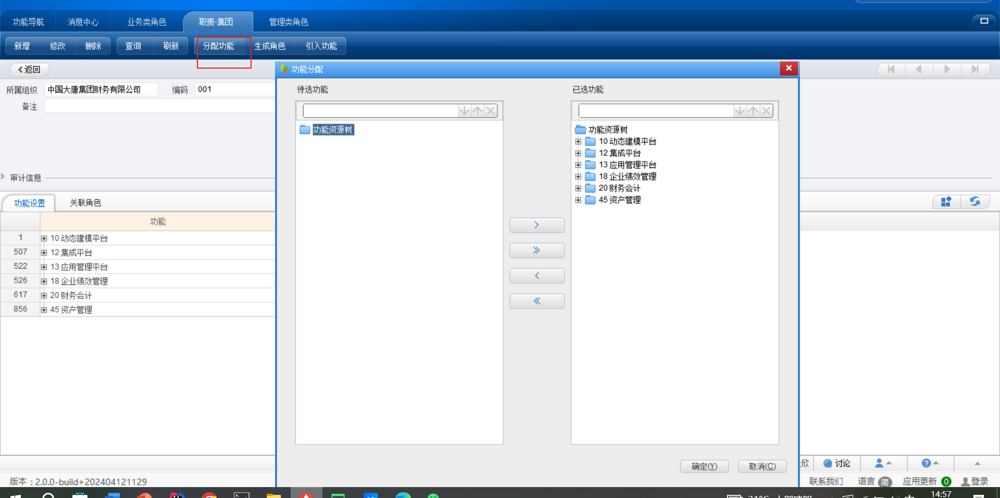 功能导航 消息中心 业务类角色 职责-集团 管理类角色
新增 修改 删除 查询 刷新 分配功能 生成角色 引入功能
返回
所属组织 中国大唐集团财务有限公司 编码 001
备注
审计信息
功能设置 关联角色
功能
1 10 动态建模平台
507 12 集成平台
522 13 应用管理平台
526 18 企业绩效管理
617 20 财务会计
856 45 资产管理
功能分配
待选功能 已选功能
功能资源树
功能资源树
10 动态建模平台
12 集成平台
13 应用管理平台
18 企业绩效管理
20 财务会计
45 资产管理
确定(Y) 取消(C)
欣 讨论
版本：2.0.0-build+202404121129
联系我们 语言 简 应用更新 0 登录
14:57